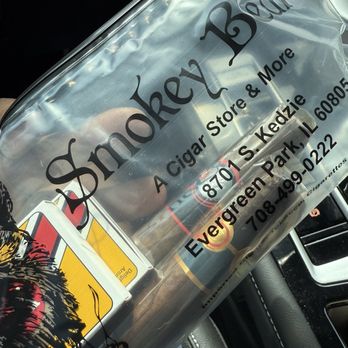 Smokey Bear
A Cigar Store & More
8701 S. Kedzie
Evergreen Park, IL 60805
708-499-0222